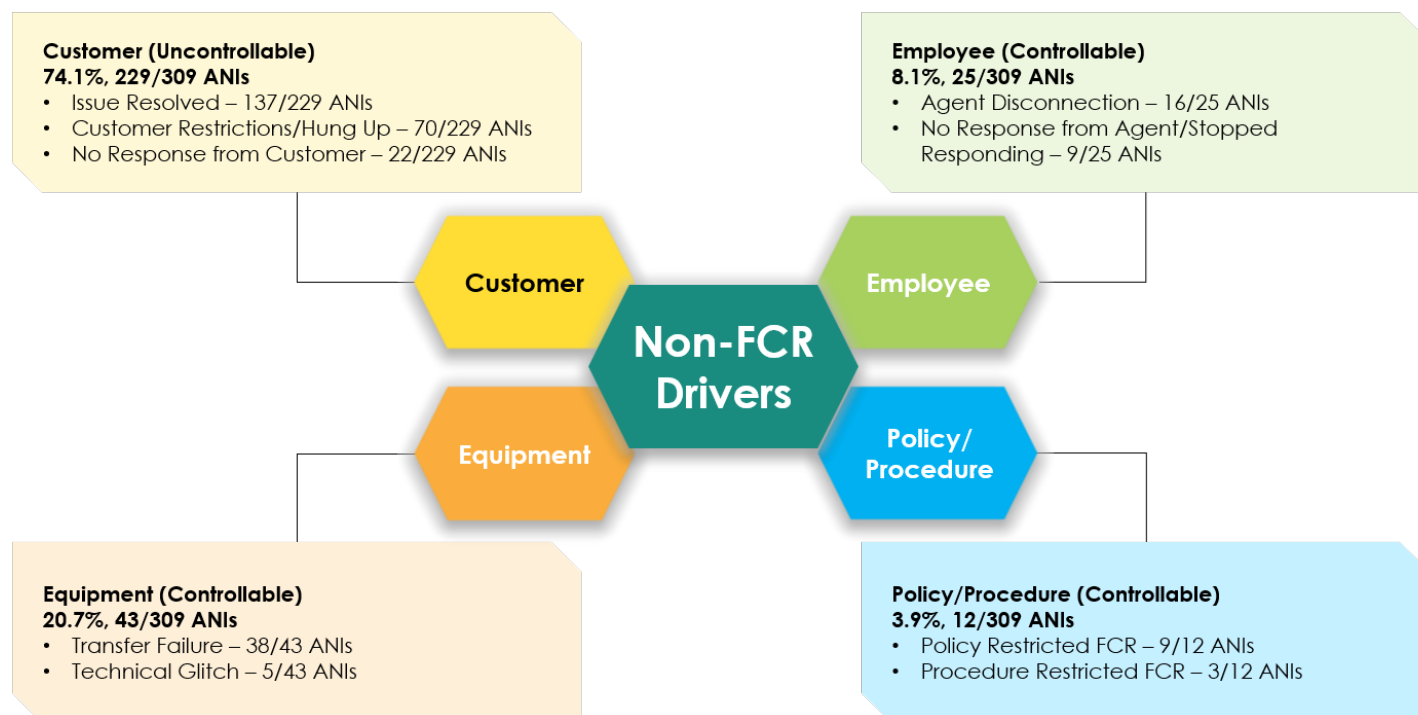 Customer (Uncontrollable)
74.1%, 229/309 ANIs
• Issue Resolved – 137/229 ANIs
• Customer Restrictions/Hung Up – 70/229 ANIs
• No Response from Customer – 22/229 ANIs
Employee (Controllable)
8.1%, 25/309 ANIs
• Agent Disconnection – 16/25 ANIs
• No Response from Agent/Stopped
Responding – 9/25 ANIs
Customer
Employee
Non-FCR
Drivers
Equipment
Policy/
Procedure
Equipment (Controllable)
20.7%, 43/309 ANIs
• Transfer Failure – 38/43 ANIs
• Technical Glitch – 5/43 ANIs
Policy/Procedure (Controllable)
3.9%, 12/309 ANIs
• Policy Restricted FCR – 9/12 ANIs
• Procedure Restricted FCR – 3/12 ANIs